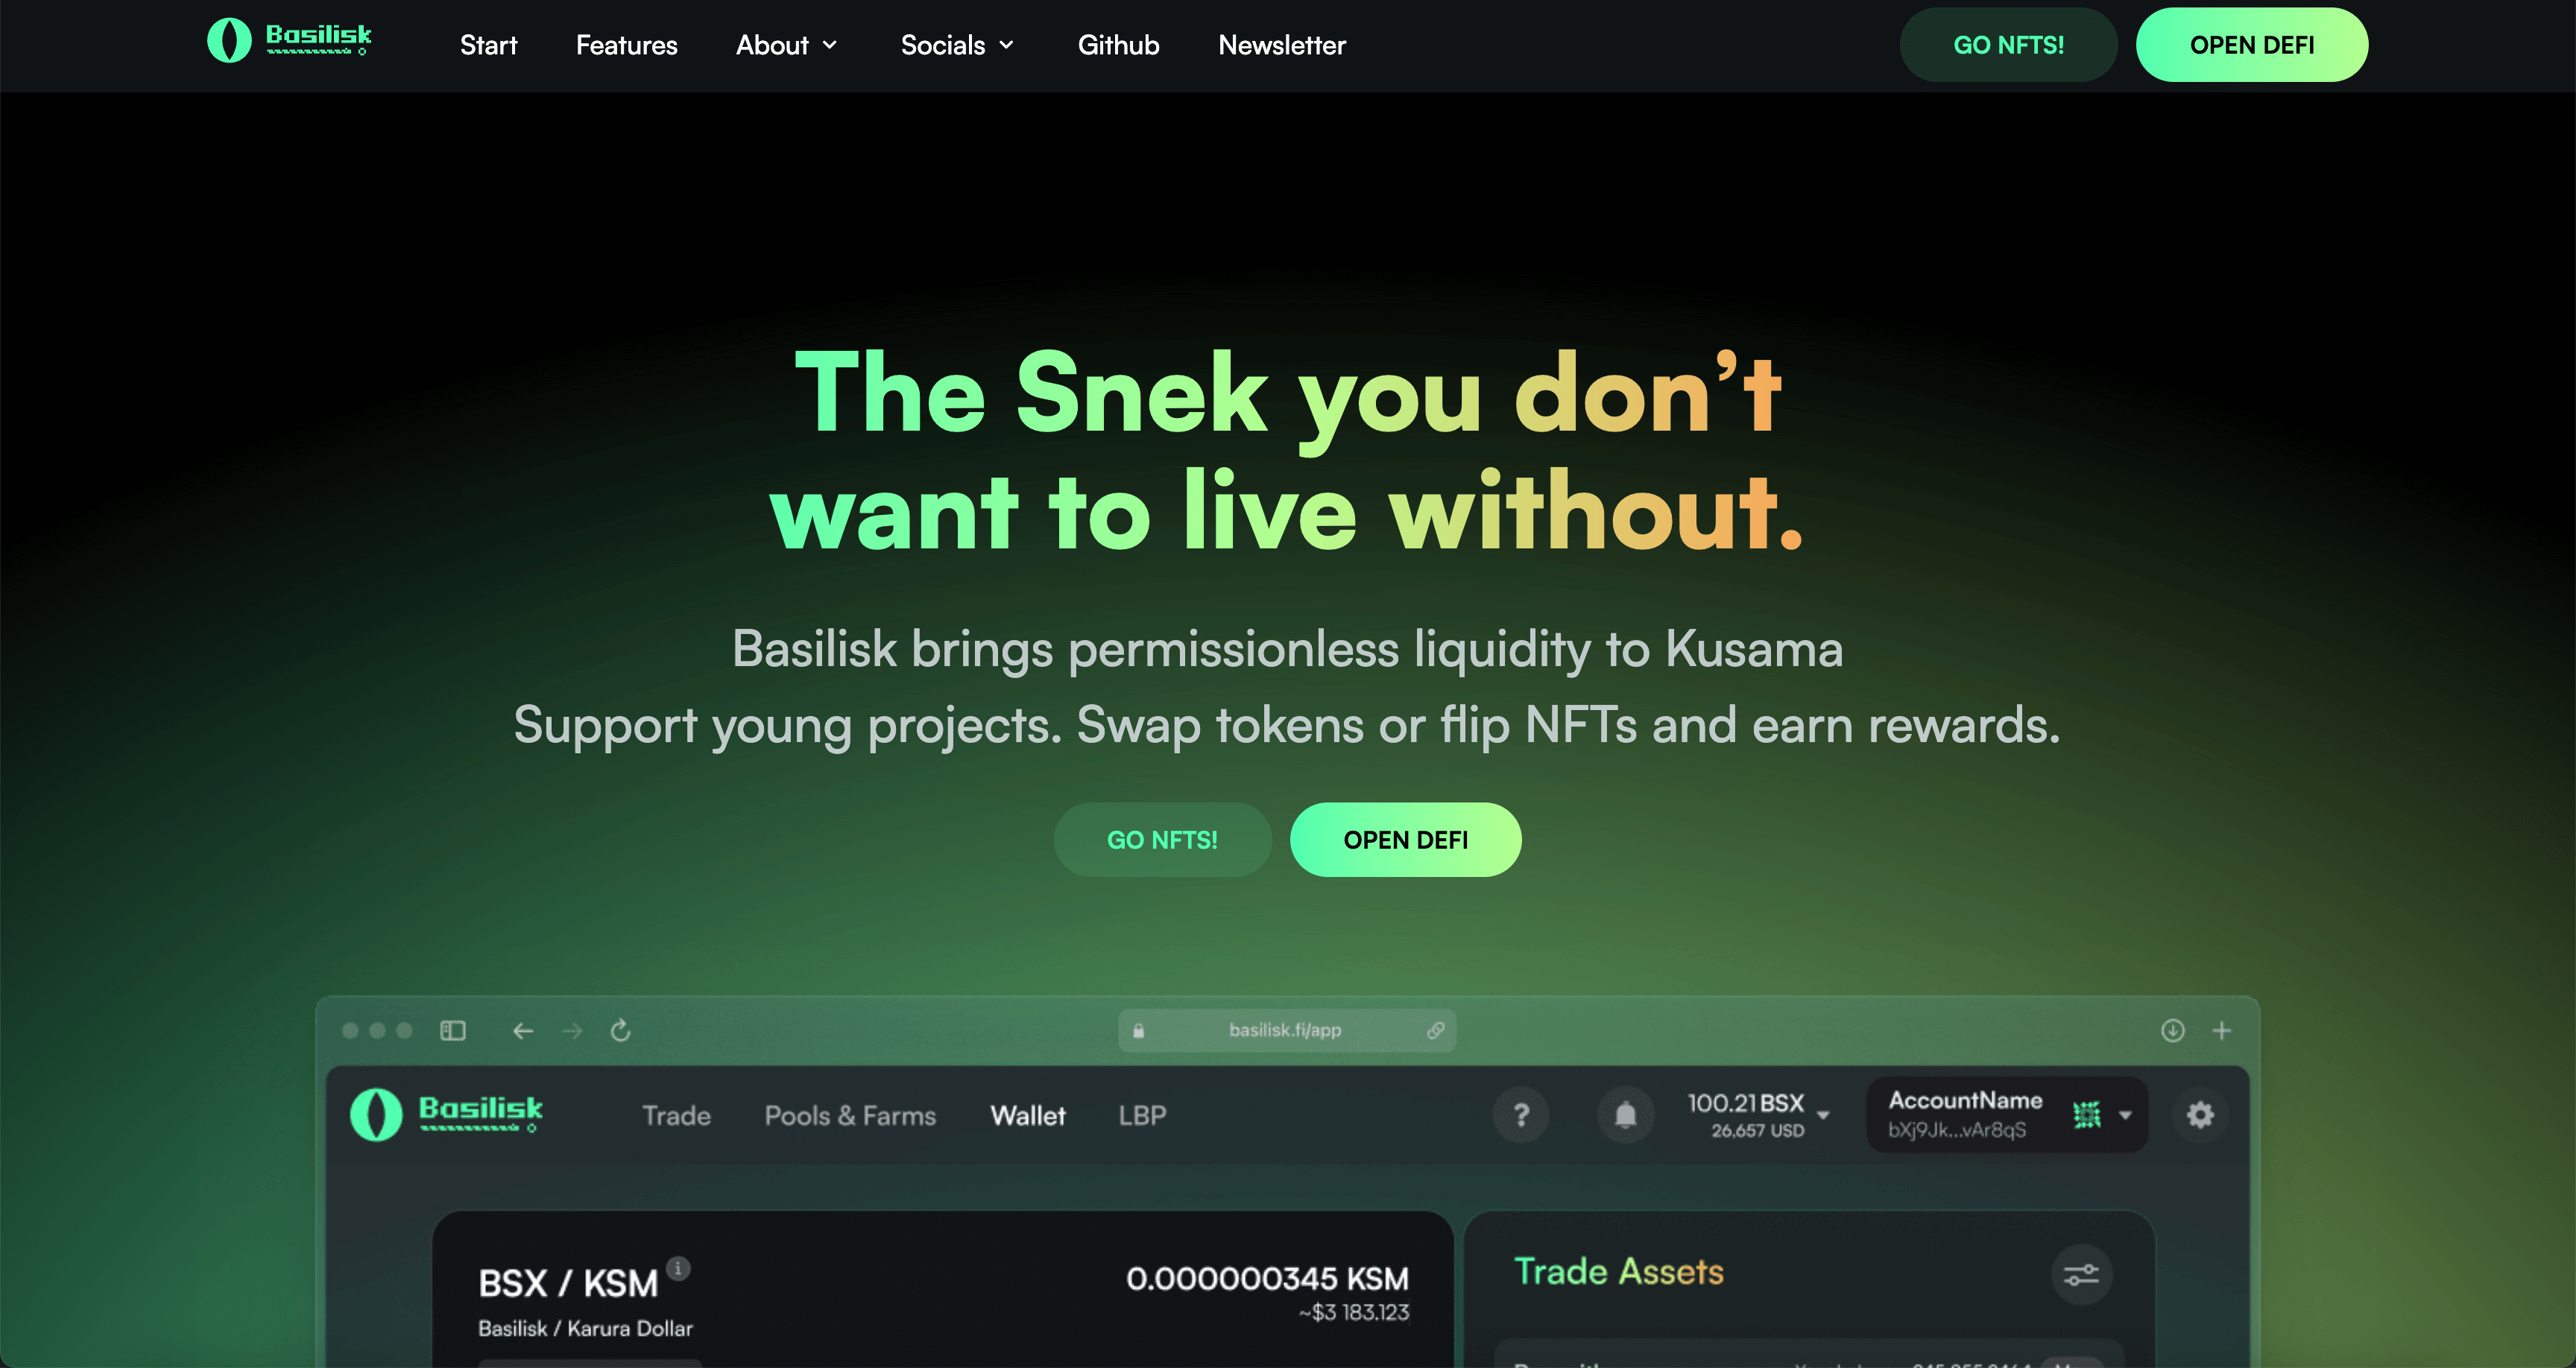 Basilisk
Start Features About Socials Github Newsletter
GO NFTS! OPEN DEFI
The Snek you don’t
want to live without.
Basilisk brings permissionless liquidity to Kusama
Support young projects. Swap tokens or flip NFTs and earn rewards.
GO NFTS! OPEN DEFI
basilisk.fi/app
Basilisk
Trade Pools & Farms Wallet LBP
?
100.21 BSX
26,657 USD
AccountName
bXj9Jk...vAr8qS
BSX / KSM
Basilisk / Karura Dollar
0.000000345 KSM
~$3 183.123
Trade Assets